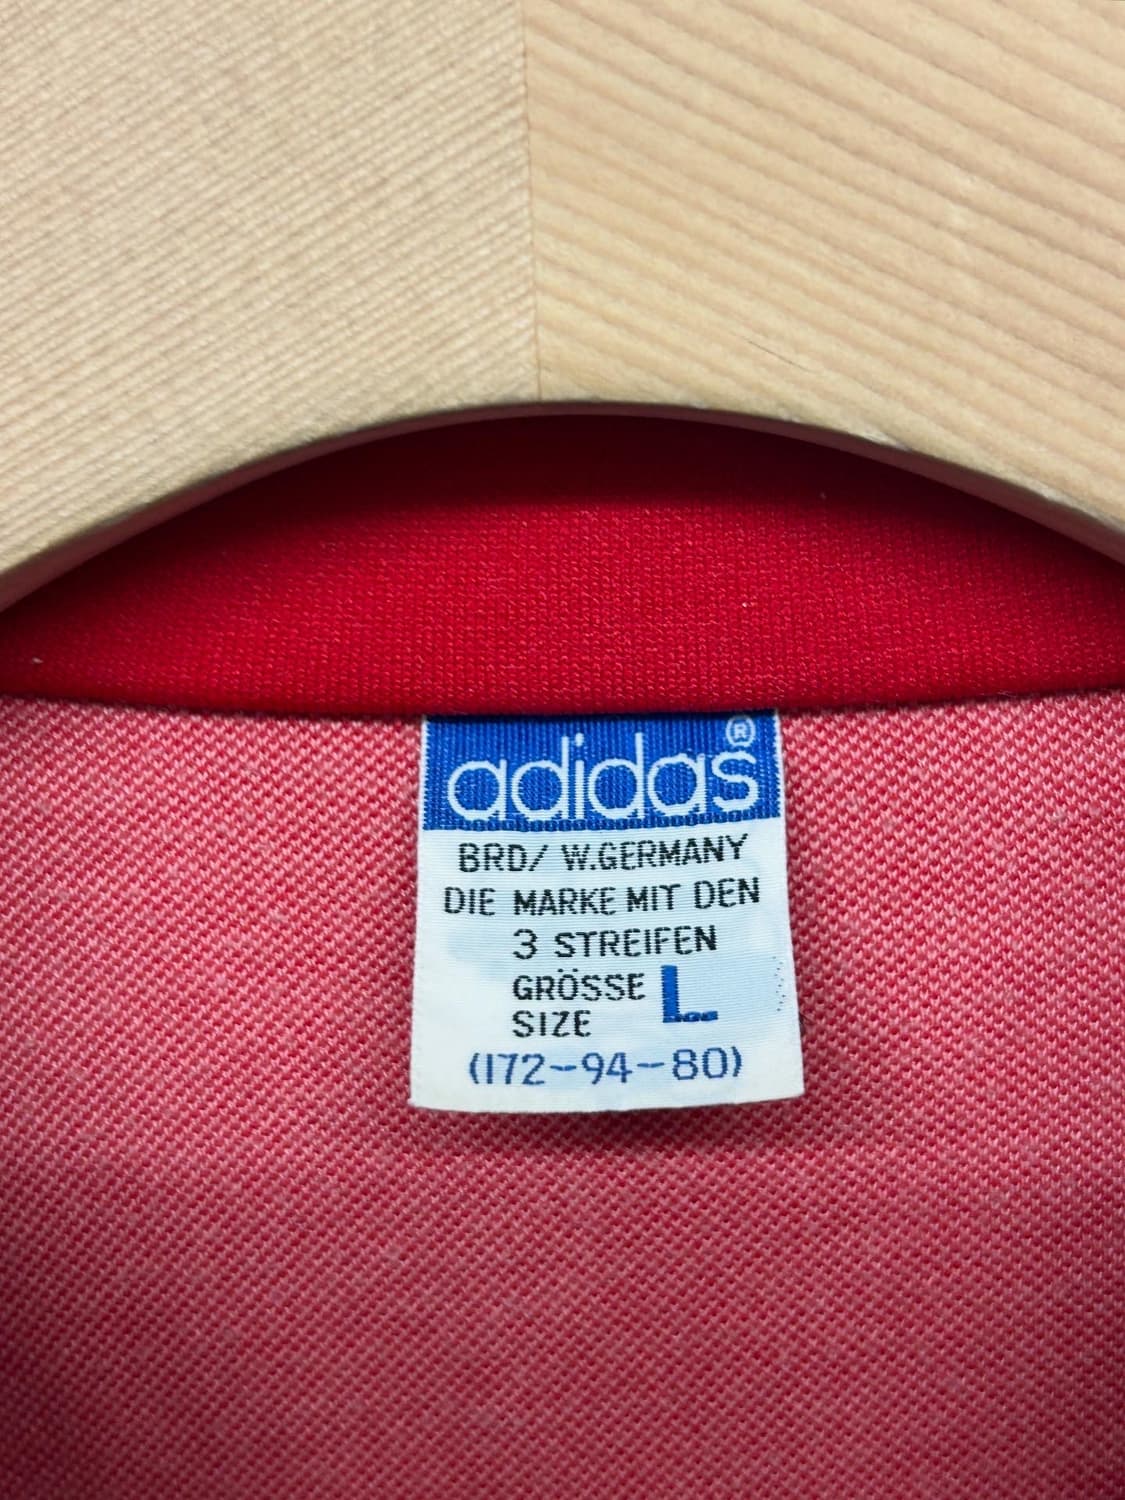 adidas®
BRD/ W.GERMANY
DIE MARKE MIT DEN
3 STREIFEN
GRÖSSE L
SIZE
(172-94-80)